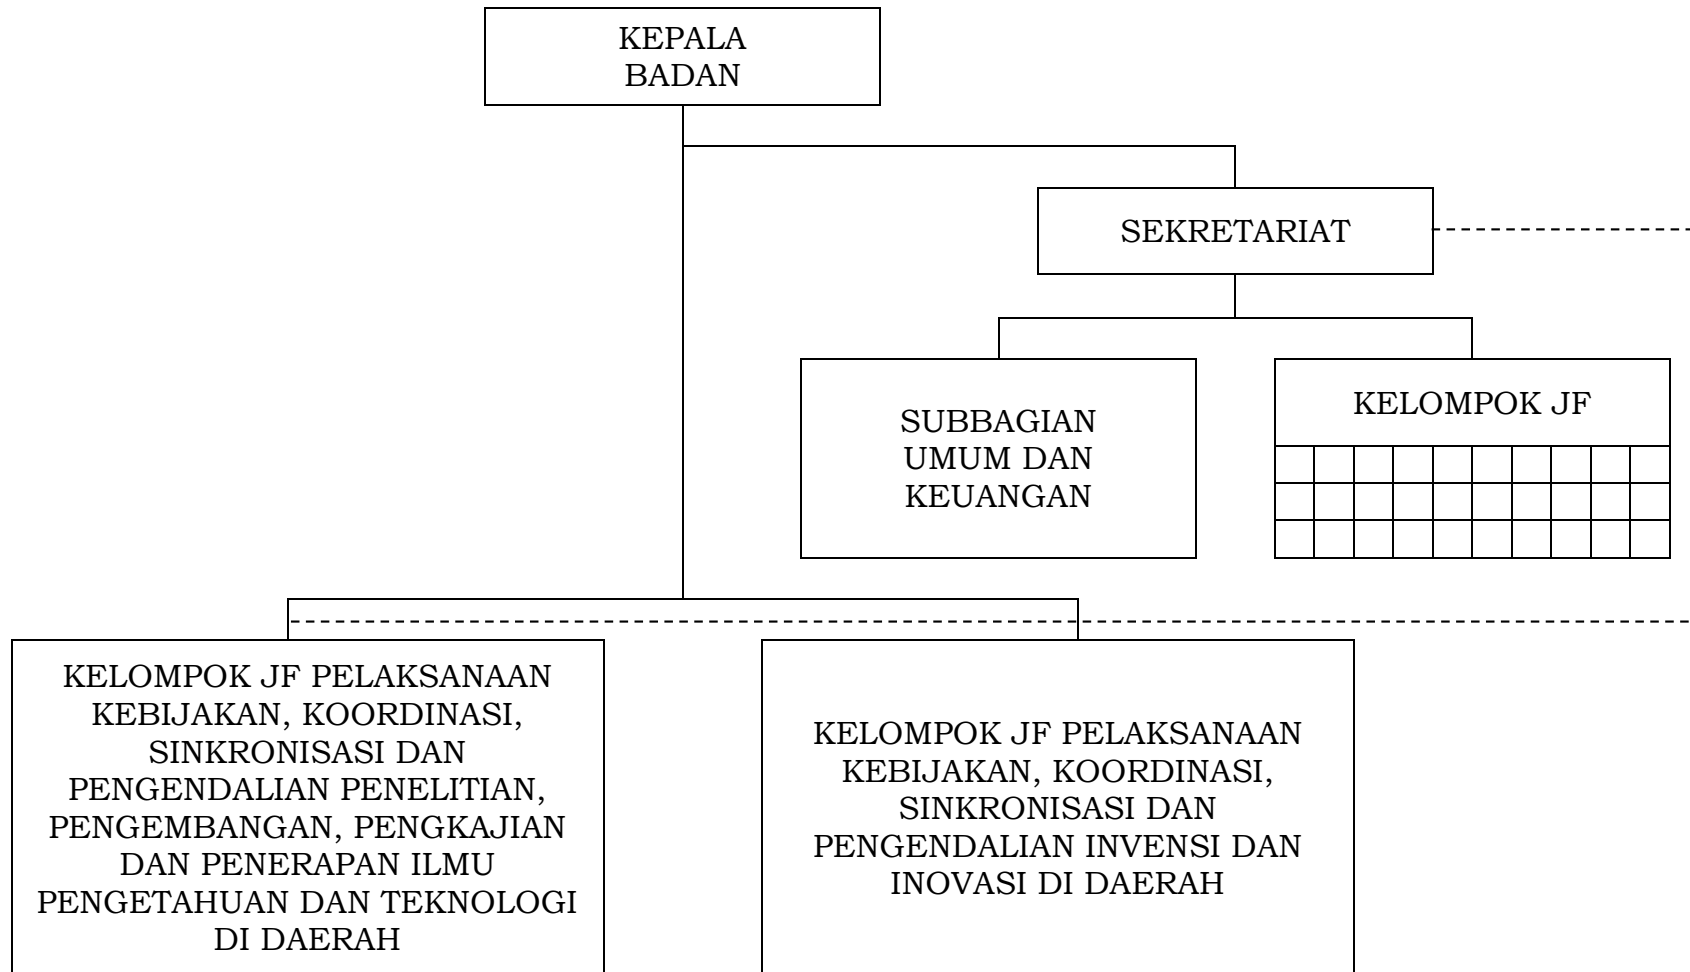 KEPALA
BADAN
SEKRETARIAT
SUBBAGIAN
UMUM DAN
KEUANGAN
KELOMPOK JF
KELOMPOK JF PELAKSANAAN
KEBIJAKAN, KOORDINASI,
SINKRONISASI DAN
PENGENDALIAN PENELITIAN,
PENGEMBANGAN, PENGKAJIAN
DAN PENERAPAN ILMU
PENGETAHUAN DAN TEKNOLOGI
DI DAERAH
KELOMPOK JF PELAKSANAAN
KEBIJAKAN, KOORDINASI,
SINKRONISASI DAN
PENGENDALIAN INVENSI DAN
INOVASI DI DAERAH